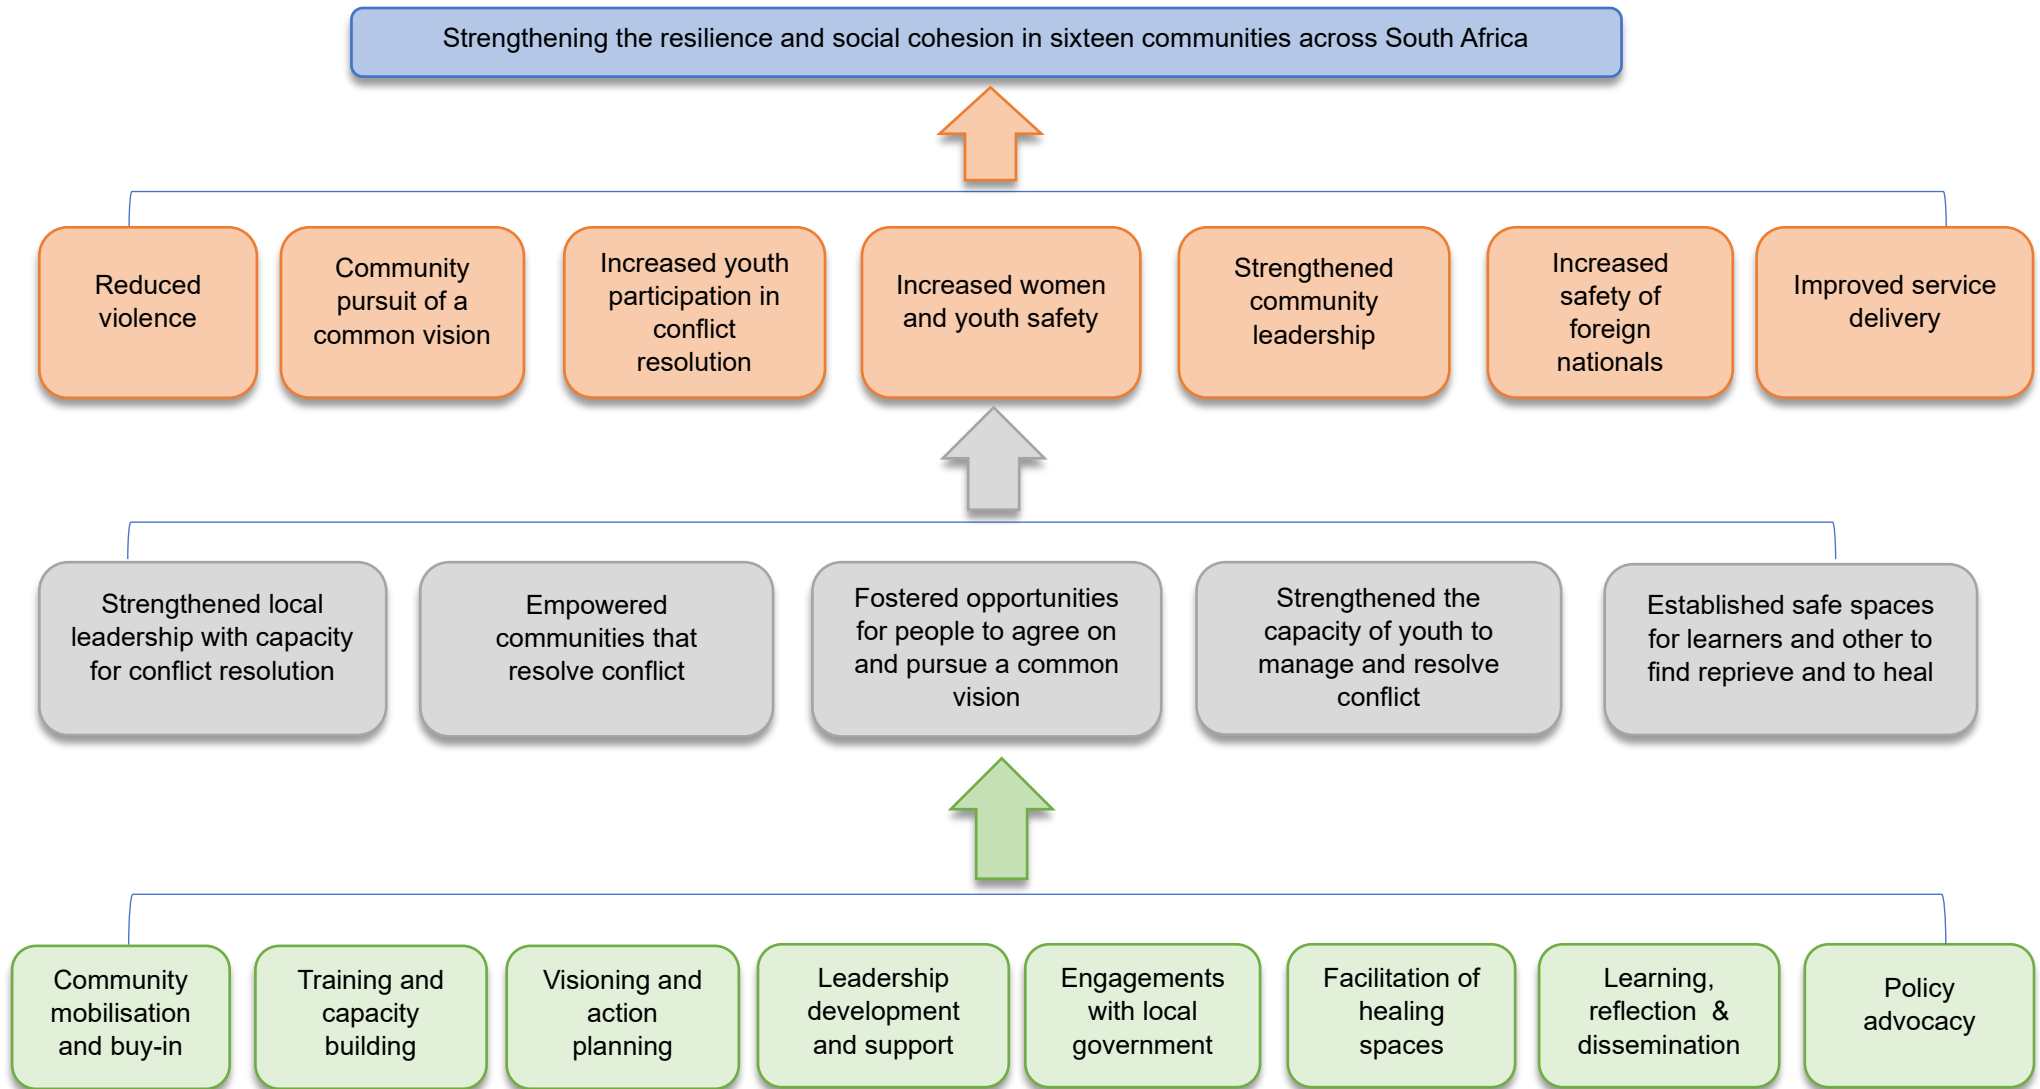 Strengthening the resilience and social cohesion in sixteen communities across South Africa
Reduced
violence
Community
pursuit of a
common vision
Increased youth
participation in
conflict
resolution
Increased women
and youth safety
Strengthened
community
leadership
Increased
safety of
foreign
nationals
Improved service
delivery
Strengthened local
leadership with capacity
for conflict resolution
Empowered
communities that
resolve conflict
Fostered opportunities
for people to agree on
and pursue a common
vision
Strengthened the
capacity of youth to
manage and resolve
conflict
Established safe spaces
for learners and other to
find reprieve and to heal
Community
mobilisation
and buy-in
Training and
capacity
building
Visioning and
action
planning
Leadership
development
and support
Engagements
with local
government
Facilitation of
healing
spaces
Learning,
reflection &
dissemination
Policy
advocacy